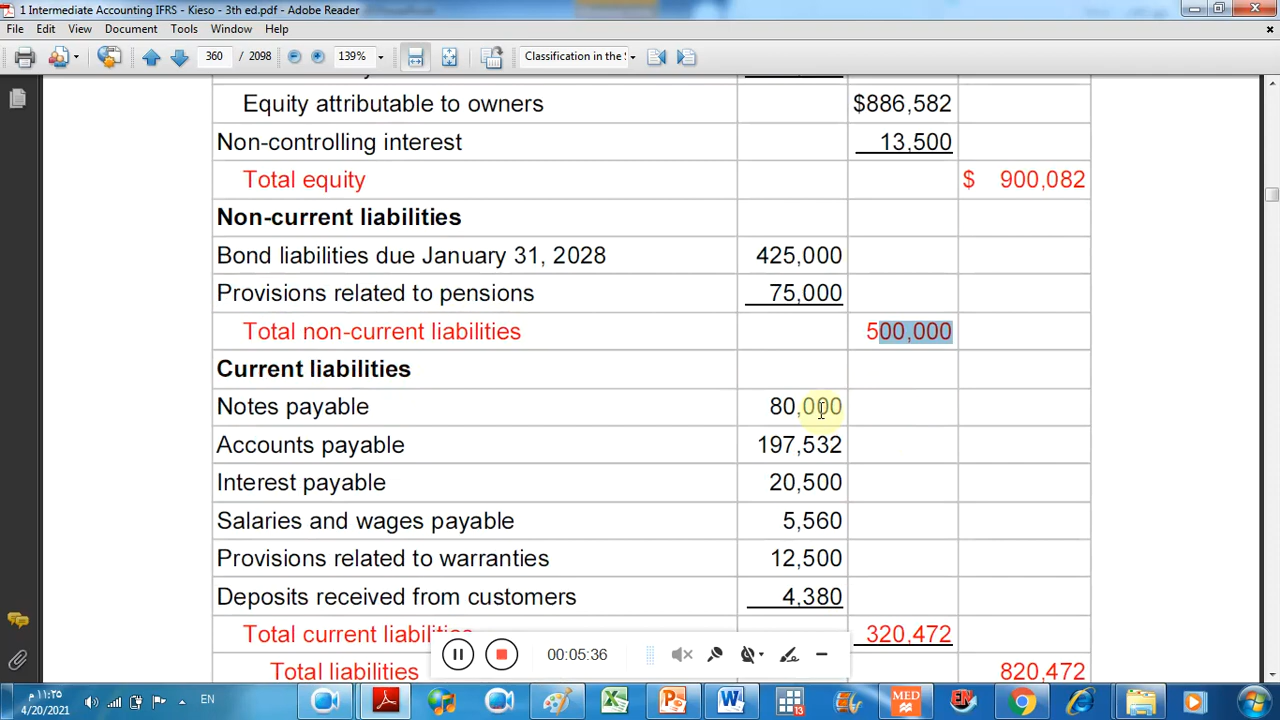 1 Intermediate Accounting IFRS - Kieso - 3th ed.pdf - Adobe Reader
File Edit View Document Tools Window Help
360 / 2098 139% Classification in the S
Equity attributable to owners $886,582
Non-controlling interest 13,500
Total equity $ 900,082
Non-current liabilities
Bond liabilities due January 31, 2028 425,000
Provisions related to pensions 75,000
Total non-current liabilities 500,000
Current liabilities
Notes payable 80,000
Accounts payable 197,532
Interest payable 20,500
Salaries and wages payable 5,560
Provisions related to warranties 12,500
Deposits received from customers 4,380
Total current liabilities 320,472
00:05:36
Total liabilities 820,472
EN
MED
١١:٢٥ م
4/20/2021